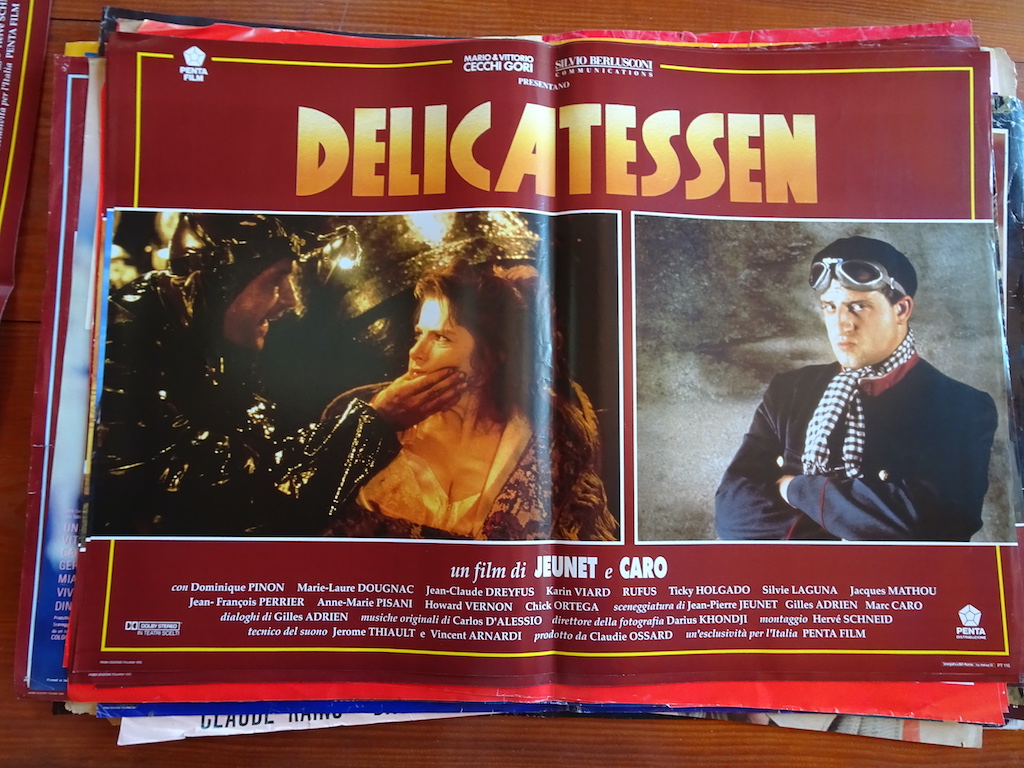 PENTA
FILM
MARIO & VITTORIO
CECCHI GORI
SILVIO BERLUSCONI
COMMUNICATIONS
PRESENTANO
DELICATESSEN
un film di JEUNET e CARO
con Dominique PINON Marie-Laure DOUGNAC Jean-Claude DREYFUS Karin VIARD RUFUS Ticky HOLGADO Silvie LAGUNA Jacques MATHOU
Jean-François PERRIER Anne-Marie PISANI Howard VERNON Chick ORTEGA sceneggiatura di Jean-Pierre JEUNET Gilles ADRIEN Marc CARO
dialoghi di Gilles ADRIEN musiche originali di Carlos D'ALESSIO direttore della fotografia Darius KHONDJI montaggio Hervé SCHNEID
tecnico del suono Jerome THIAULT e Vincent ARNARDI prodotto da Claudie OSSARD un'esclusività per l'Italia PENTA FILM
DOLBY STEREO
IN TEATRI SCELTI
PENTA
DISTRIBUZIONE
PENTA FILM
per l'Italia
CLAUDE RAINS